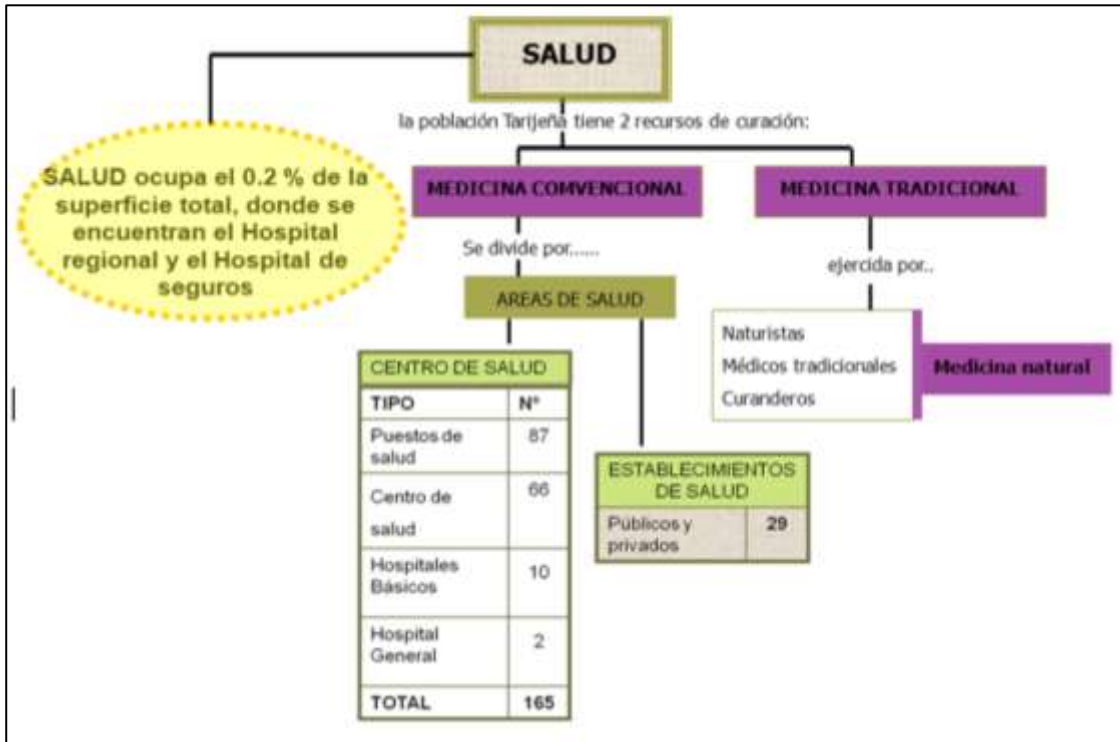 SALUD
la población Tarijeña tiene 2 recursos de curación:
SALUD ocupa el 0.2 % de la
superficie total, donde se
encuentran el Hospital
regional y el Hospital de
seguros
MEDICINA COMVENCIONAL
MEDICINA TRADICIONAL
Se divide por......
ejercida por..
AREAS DE SALUD
Naturistas
Médicos tradicionales
Curanderos
Medicina natural
CENTRO DE SALUD
TIPO N°
Puestos de
salud 87
Centro de
salud 66
Hospitales
Básicos 10
Hospital
General 2
TOTAL 165
ESTABLECIMIENTOS
DE SALUD
Públicos y
privados 29